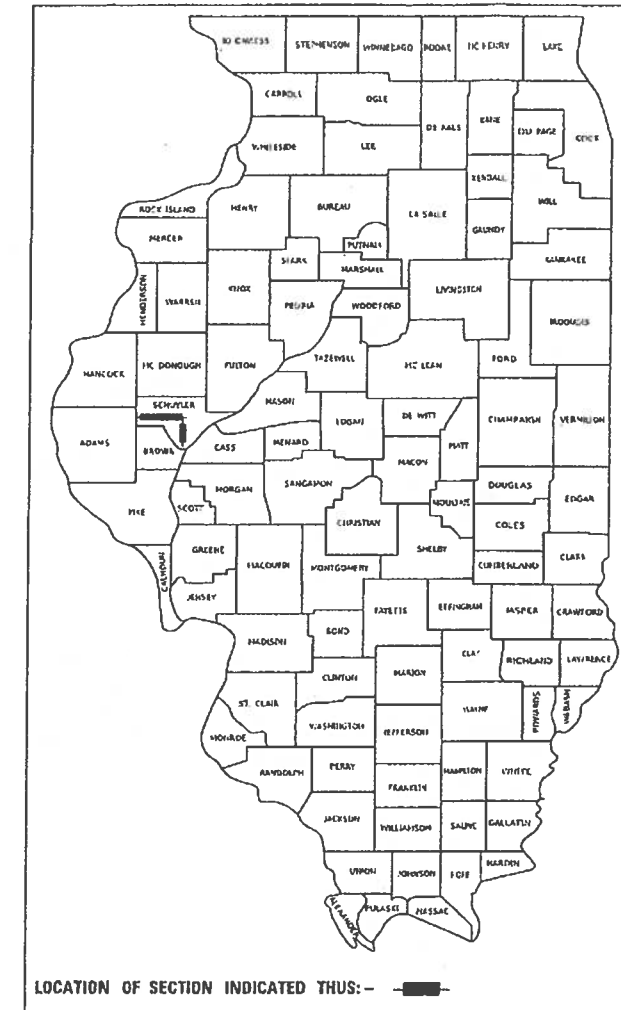 JO DAVIESS STEPHENSON WINNEBAGO BOONE MC HENRY LAKE
CARROLL OGLE DE KALB KANE DU PAGE COOK
WHITESIDE LEE KENDALL WILL
ROCK ISLAND HENRY BUREAU LA SALLE GRUNDY
MERCER PUTNAM KANKAKEE
STARK MARSHALL
HENDERSON WARREN KNOX PEORIA WOODFORD LIVINGSTON IROQUOIS
HANCOCK MC DONOUGH FULTON TAZEWELL MC LEAN FORD
SCHUYLER MASON LOGAN DE WITT CHAMPAIGN VERMILION
ADAMS BROWN CASS MENARD MACON PIATT
PIKE SCOTT MORGAN SANGAMON MOULTRIE DOUGLAS EDGAR
CHRISTIAN COLES
CALHOUN GREENE MACOUPIN MONTGOMERY SHELBY CUMBERLAND CLARK
JERSEY FAYETTE EFFINGHAM JASPER CRAWFORD
MADISON BOND CLAY RICHLAND LAWRENCE
CLINTON MARION
ST. CLAIR WASHINGTON JEFFERSON WAYNE EDWARDS WABASH
MONROE RANDOLPH PERRY HAMILTON WHITE
FRANKLIN
JACKSON WILLIAMSON SALINE GALLATIN
UNION JOHNSON POPE HARDIN
ALEXANDER PULASKI MASSAC
LOCATION OF SECTION INDICATED THUS: -